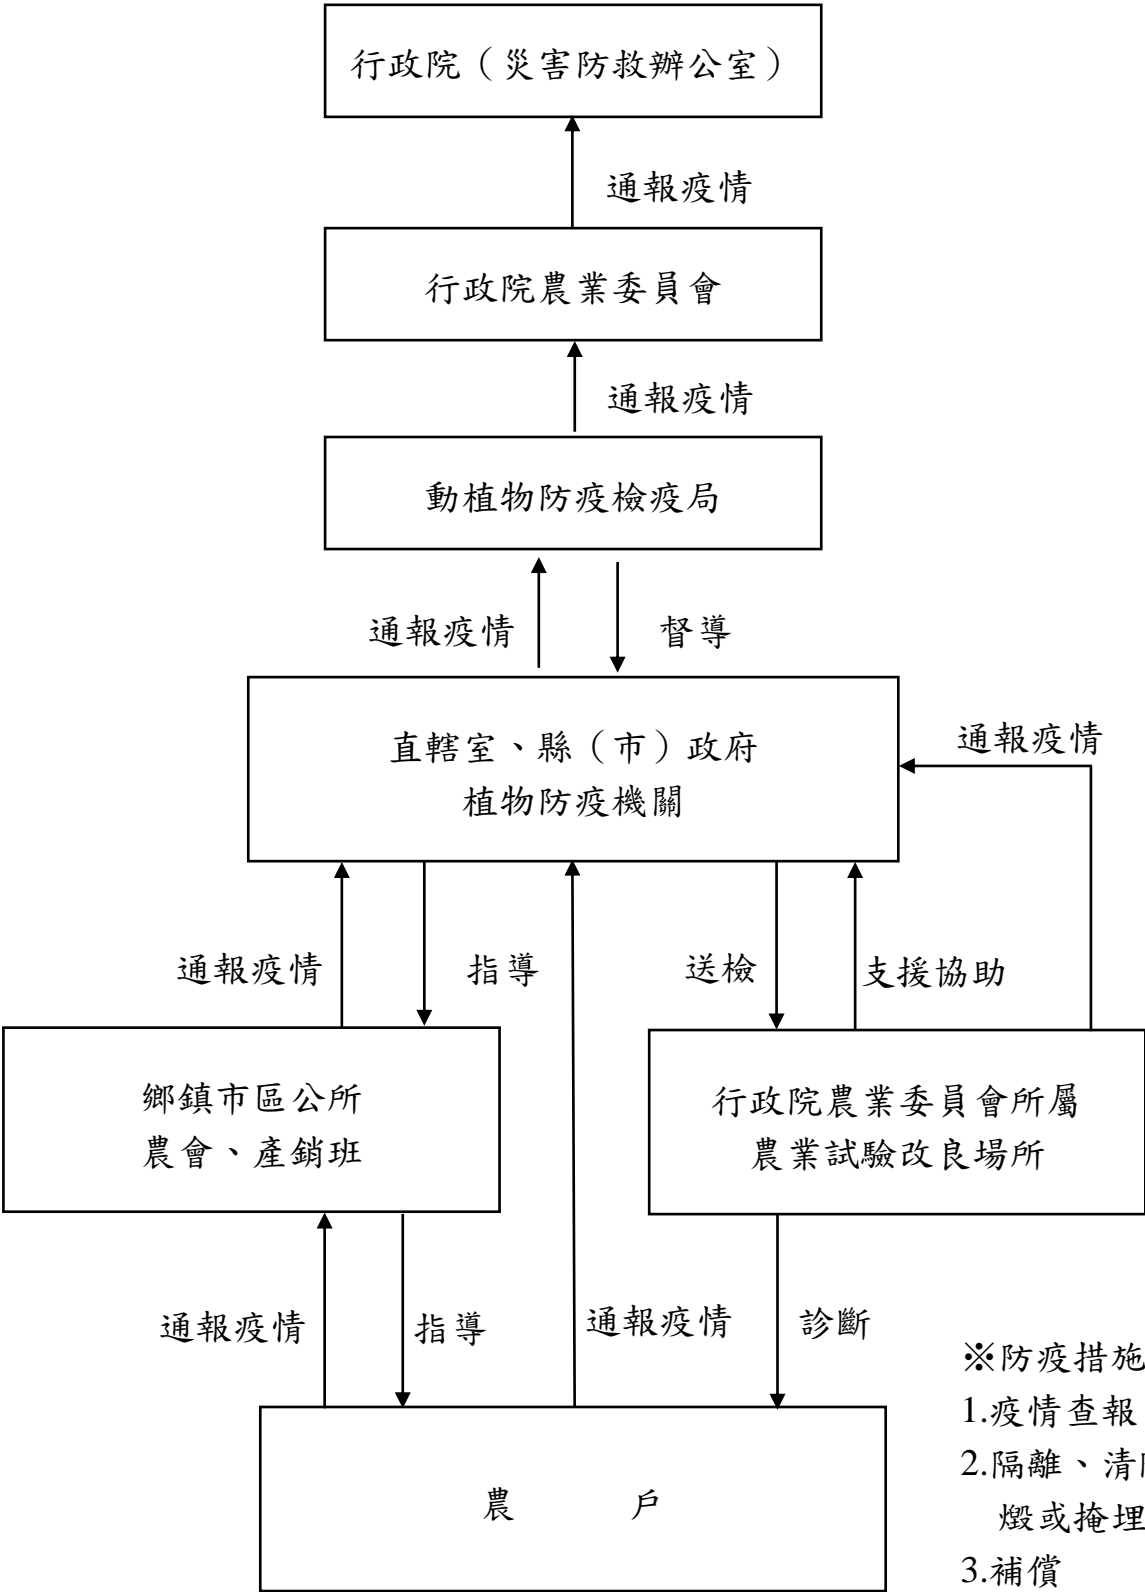 行政院（災害防救辦公室）
通報疫情
行政院農業委員會
通報疫情
動植物防疫檢疫局
通報疫情
督導
直轄室、縣（市）政府
植物防疫機關
通報疫情
通報疫情
指導
送檢
支援協助
鄉鎮市區公所
農會、產銷班
行政院農業委員會所屬
農業試驗改良場所
通報疫情
指導
通報疫情
診斷
農 戶
※防疫措施
1.疫情查報
2.隔離、清
燬或掩埋
3.補償